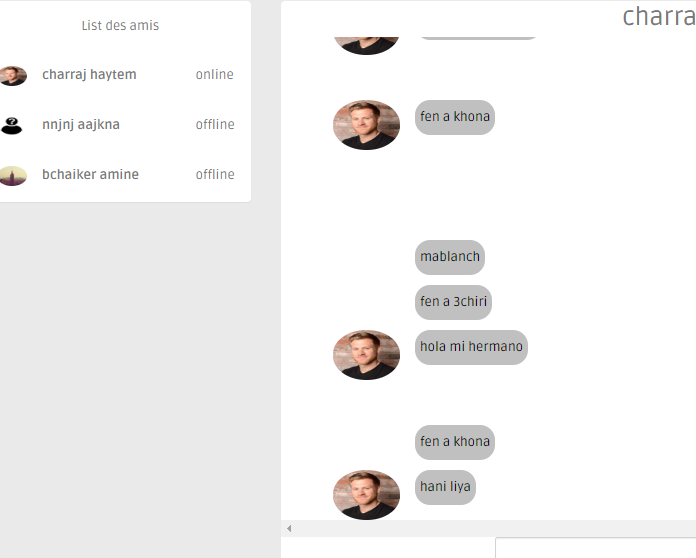 List des amis
charraj haytem online
nnjnj aajkna offline
bchaiker amine offline
charra
fen a khona
mablanch
fen a 3chiri
hola mi hermano
fen a khona
hani liya